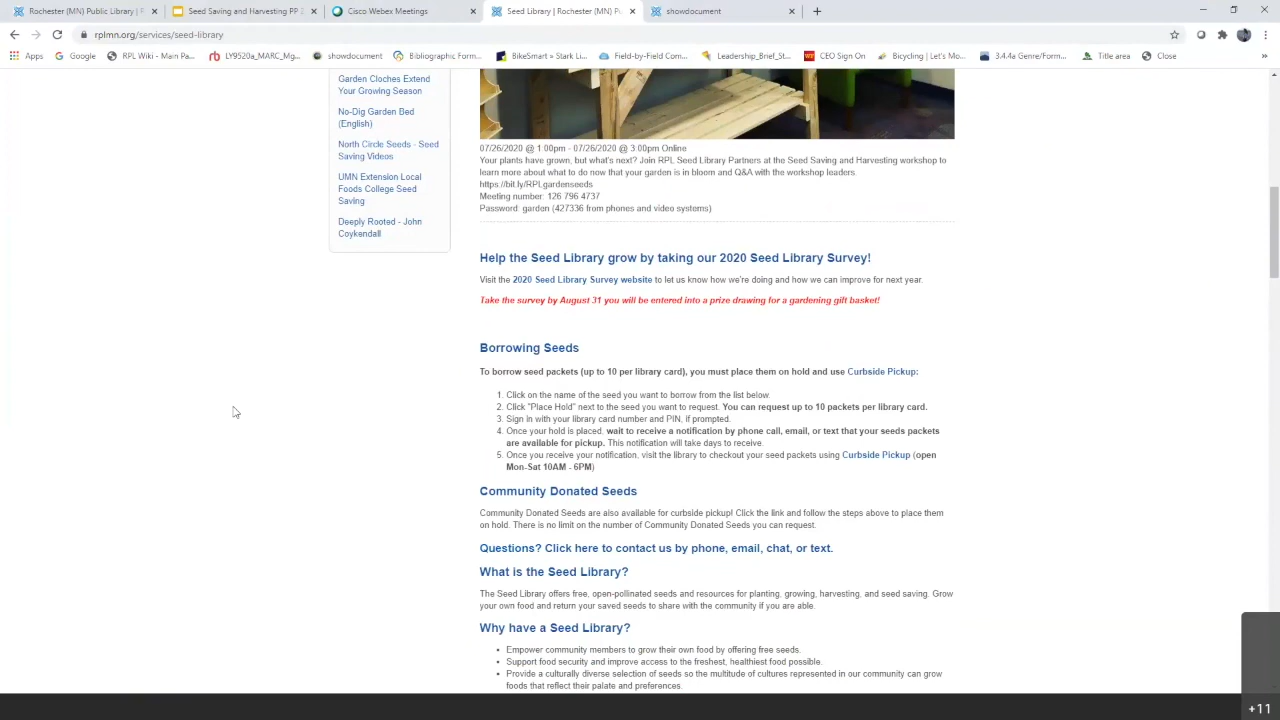 Rochester (MN) Public Library |
Seed Saving and Harvesting PP
Cisco Webex Meetings
Seed Library | Rochester (MN) P
showdocument
rplmn.org/services/seed-library
Apps
Google
RPL Wiki - Main Pa...
LY9520a_MARC_Mg...
showdocument
Bibliographic Form...
BikeSmart » Stark Li...
Field-by-Field Com...
Leadership_Brief_St...
CEO Sign On
Bicycling | Let's Mo...
3.4.4a Genre/Form...
Title area
Close
Garden Cloches Extend
Your Growing Season
No-Dig Garden Bed
(English)
North Circle Seeds - Seed
Saving Videos
UMN Extension Local
Foods College Seed
Saving
Deeply Rooted - John
Coykendall
07/26/2020 @ 1:00pm - 07/26/2020 @ 3:00pm Online
Your plants have grown, but what's next? Join RPL Seed Library Partners at the Seed Saving and Harvesting workshop to
learn more about what to do now that your garden is in bloom and Q&A with the workshop leaders.
https://bit.ly/RPLgardenseeds
Meeting number: 126 796 4737
Password: garden (427336 from phones and video systems)
Help the Seed Library grow by taking our 2020 Seed Library Survey!
Visit the 2020 Seed Library Survey website to let us know how we're doing and how we can improve for next year.
Take the survey by August 31 you will be entered into a prize drawing for a gardening gift basket!
Borrowing Seeds
To borrow seed packets (up to 10 per library card), you must place them on hold and use Curbside Pickup:
1. Click on the name of the seed you want to borrow from the list below.
2. Click "Place Hold" next to the seed you want to request. You can request up to 10 packets per library card.
3. Sign in with your library card number and PIN, if prompted.
4. Once your hold is placed, wait to receive a notification by phone call, email, or text that your seeds packets
are available for pickup. This notification will take days to receive.
5. Once you receive your notification, visit the library to checkout your seed packets using Curbside Pickup (open
Mon-Sat 10AM - 6PM)
Community Donated Seeds
Community Donated Seeds are also available for curbside pickup! Click the link and follow the steps above to place them
on hold. There is no limit on the number of Community Donated Seeds you can request.
Questions? Click here to contact us by phone, email, chat, or text.
What is the Seed Library?
The Seed Library offers free, open-pollinated seeds and resources for planting, growing, harvesting, and seed saving. Grow
your own food and return your saved seeds to share with the community if you are able.
Why have a Seed Library?
• Empower community members to grow their own food by offering free seeds.
• Support food security and improve access to the freshest, healthiest food possible.
• Provide a culturally diverse selection of seeds so the multitude of cultures represented in our community can grow
foods that reflect their palate and preferences.
+11